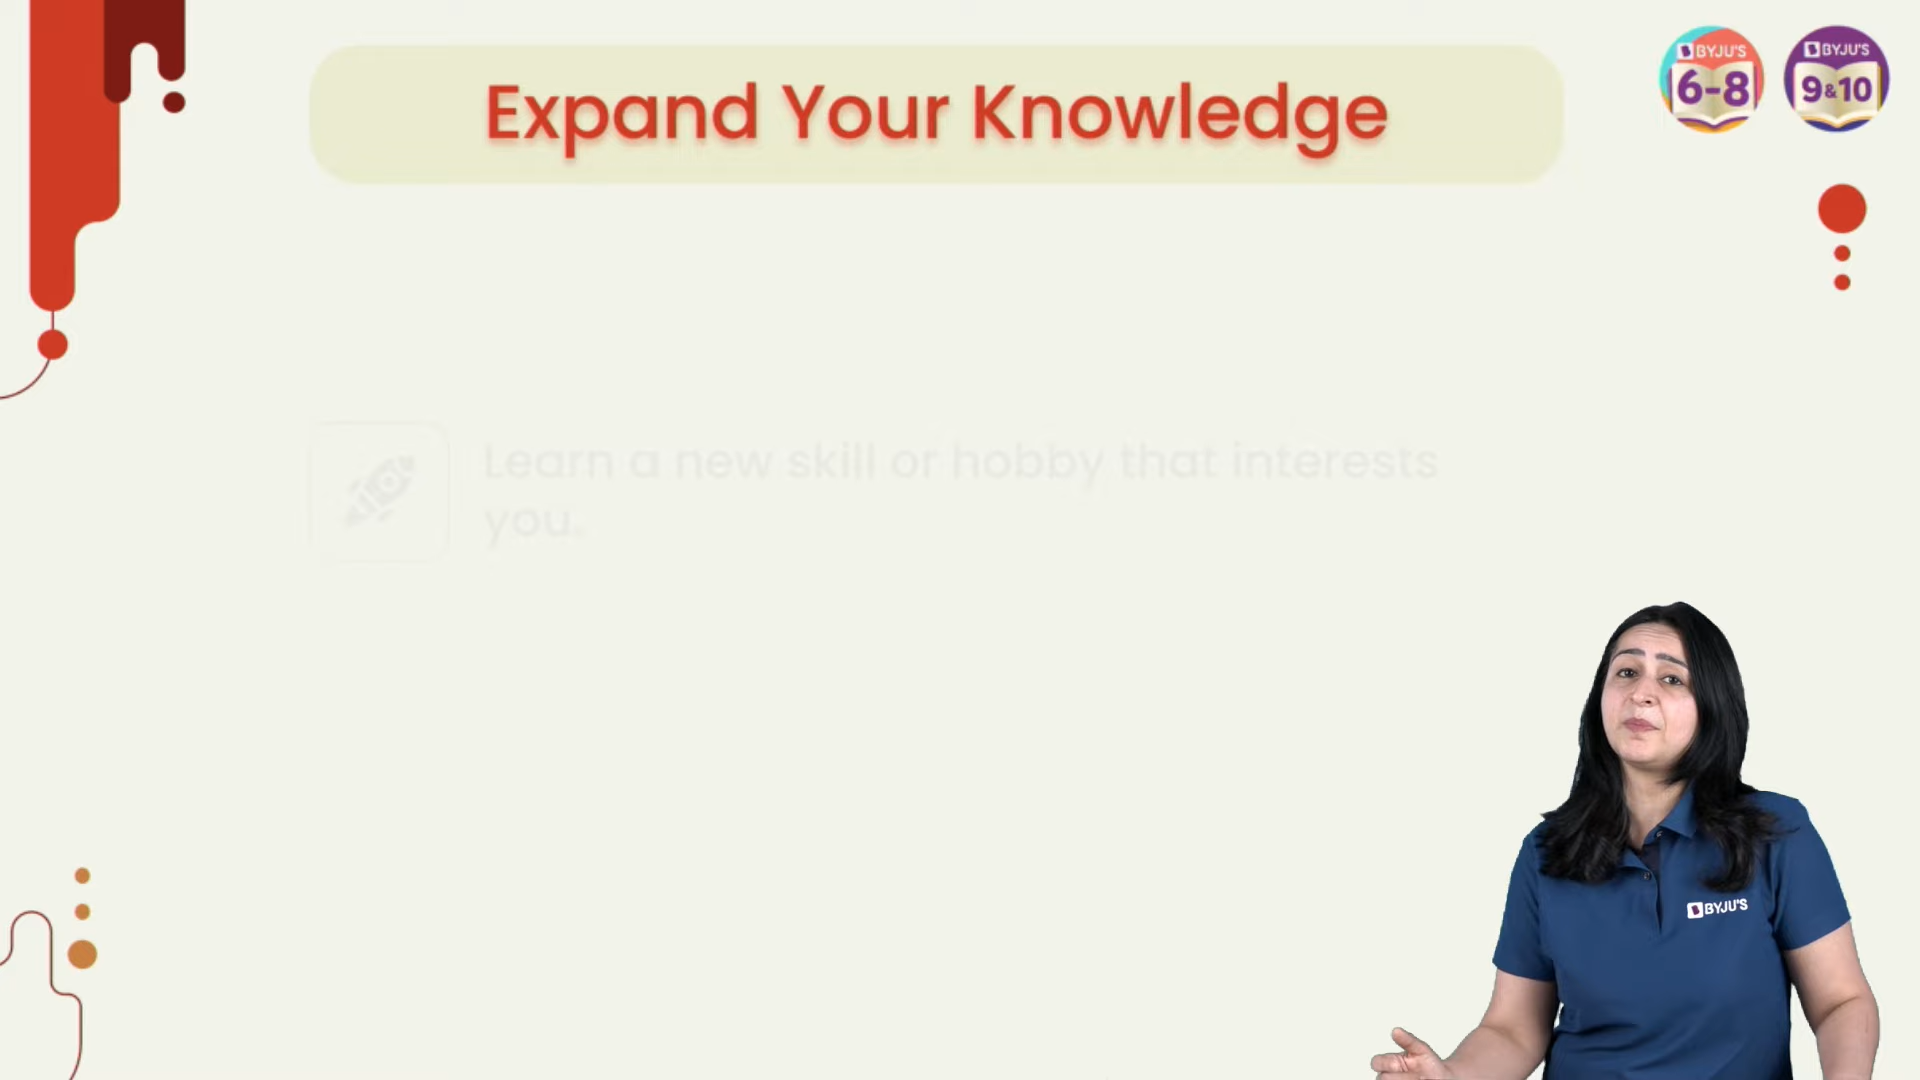 Expand Your Knowledge
BYJU'S
6-8
BYJU'S
9&10
Learn a new skill or hobby that interests
you.
BYJU'S